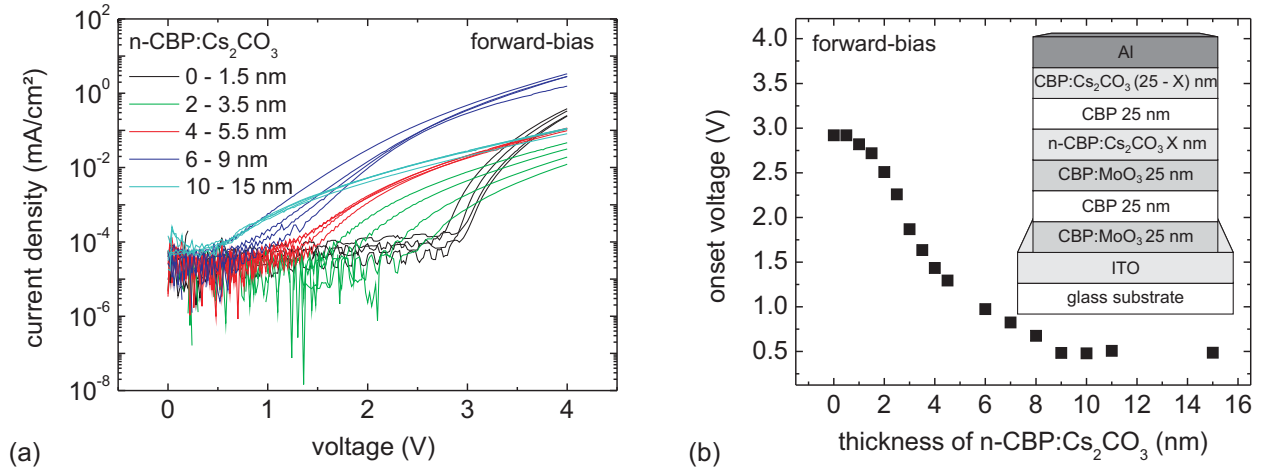 (a)
n-CBP:Cs₂CO₃
forward-bias
0 - 1.5 nm
2 - 3.5 nm
4 - 5.5 nm
6 - 9 nm
10 - 15 nm
current density (mA/cm²)
10²
10⁰
10⁻²
10⁻⁴
10⁻⁶
10⁻⁸
0 1 2 3 4
voltage (V)
(b)
forward-bias
onset voltage (V)
4.0
3.5
3.0
2.5
2.0
1.5
1.0
0.5
0 2 4 6 8 10 12 14 16
thickness of n-CBP:Cs₂CO₃ (nm)
Al
CBP:Cs₂CO₃ (25 - X) nm
CBP 25 nm
n-CBP:Cs₂CO₃ X nm
CBP:MoO₃ 25 nm
CBP 25 nm
CBP:MoO₃ 25 nm
ITO
glass substrate